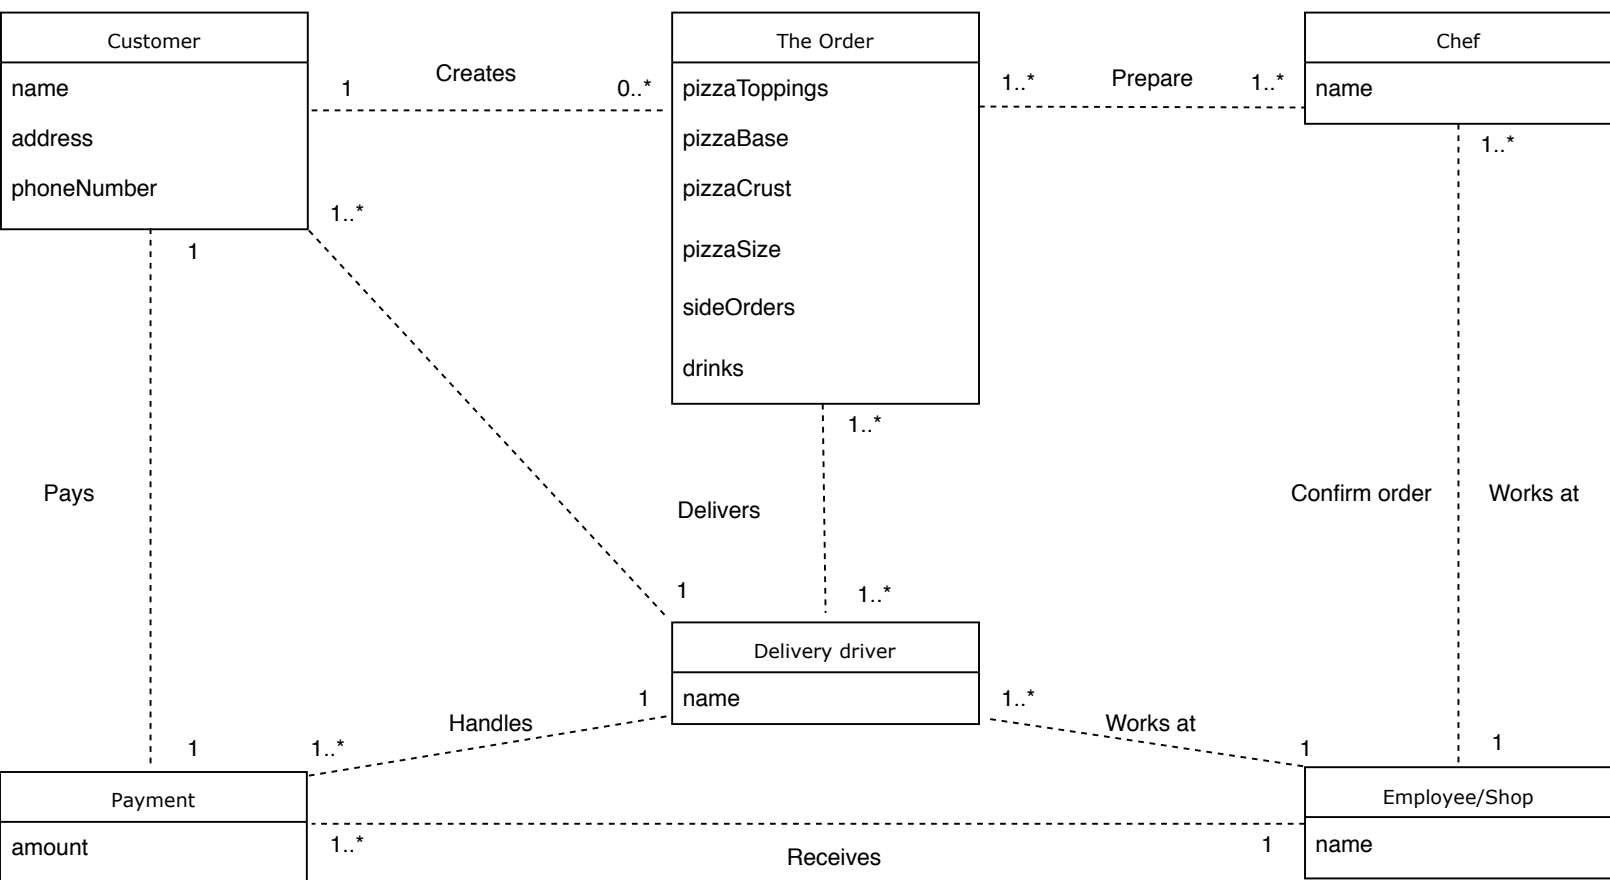 Customer
name
address
phoneNumber
1
Creates
0..*
The Order
pizzaToppings
pizzaBase
pizzaCrust
pizzaSize
sideOrders
drinks
1..*
Prepare
1..*
Chef
name
1..*
1..*
1
1..*
Pays
Delivers
Confirm order
Works at
1
1..*
Delivery driver
name
1
Handles
1..*
1
1..*
Works at
1
1
Payment
amount
1..*
Receives
1
Employee/Shop
name